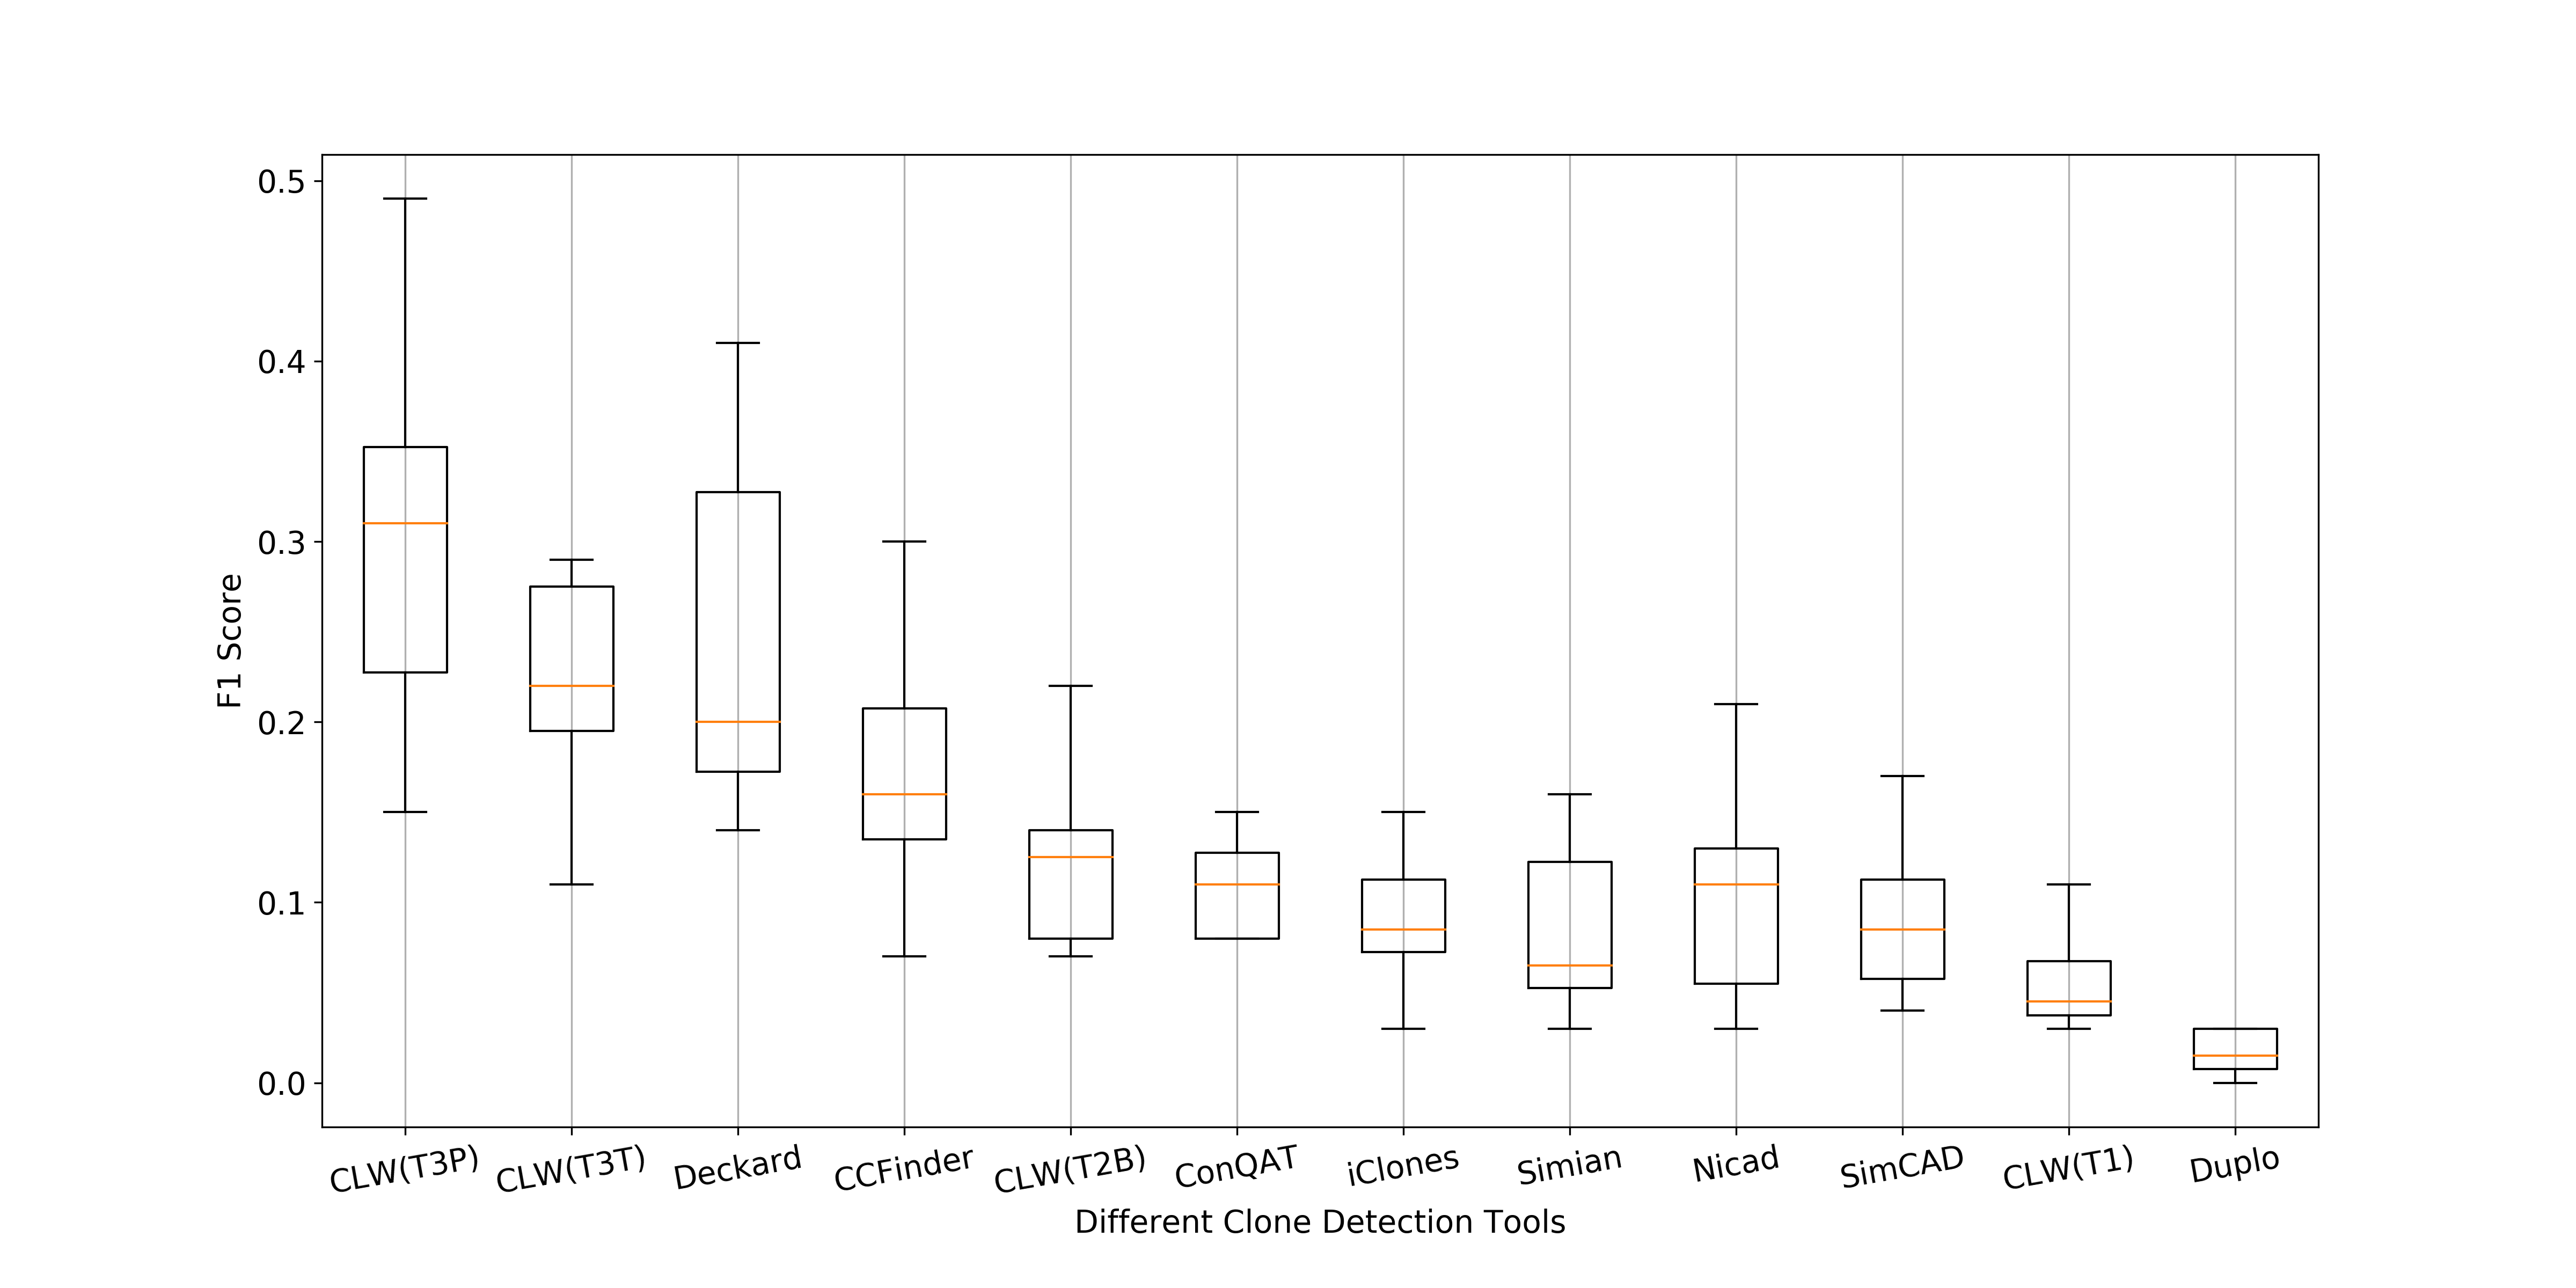 0.5
0.4
0.3
0.2
0.1
0.0
F1 Score
CLW(T3P) CLW(T3T) Deckard CCFinder CLW(T2B) ConQAT iClones Simian Nicad SimCAD CLW(T1) Duplo
Different Clone Detection Tools